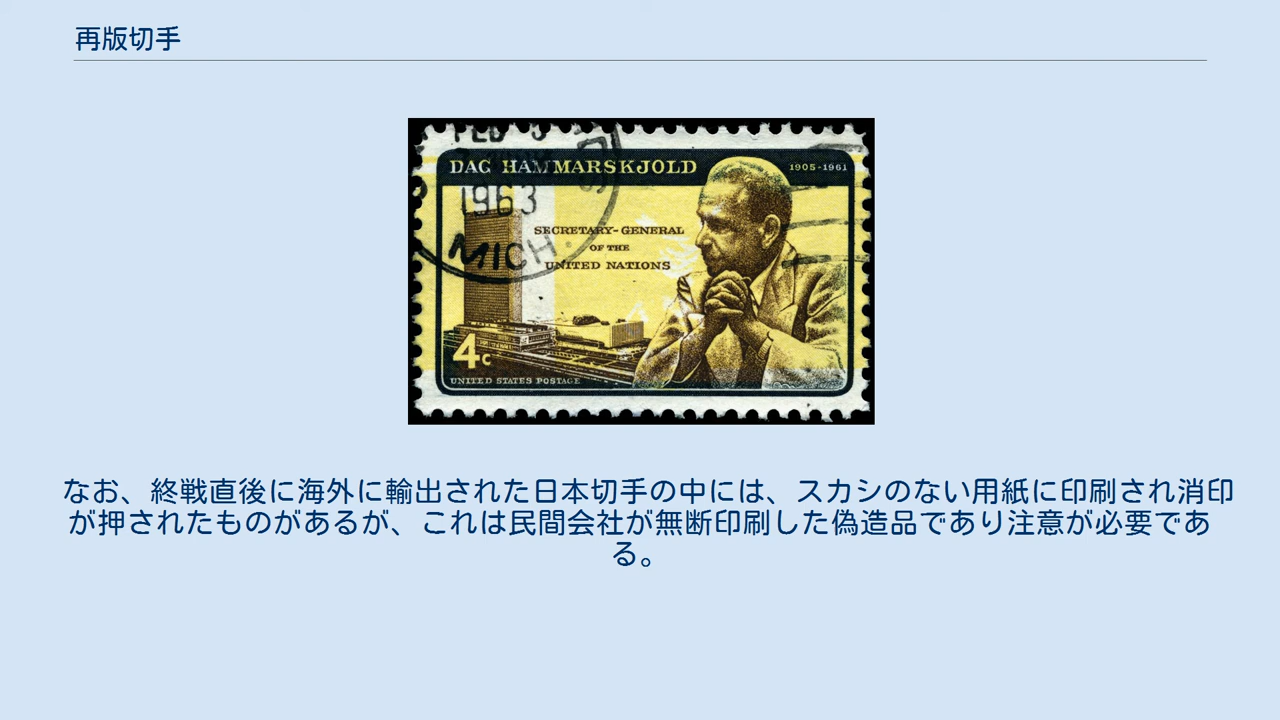 再版切手
DAG HAMMARSKJOLD 1905-1961
1963
SECRETARY-GENERAL
OF THE
UNITED NATIONS
MICH.
4c
UNITED STATES POSTAGE
なお、終戦直後に海外に輸出された日本切手の中には、スカシのない用紙に印刷され消印
が押されたものがあるが、これは民間会社が無断印刷した偽造品であり注意が必要であ
る。